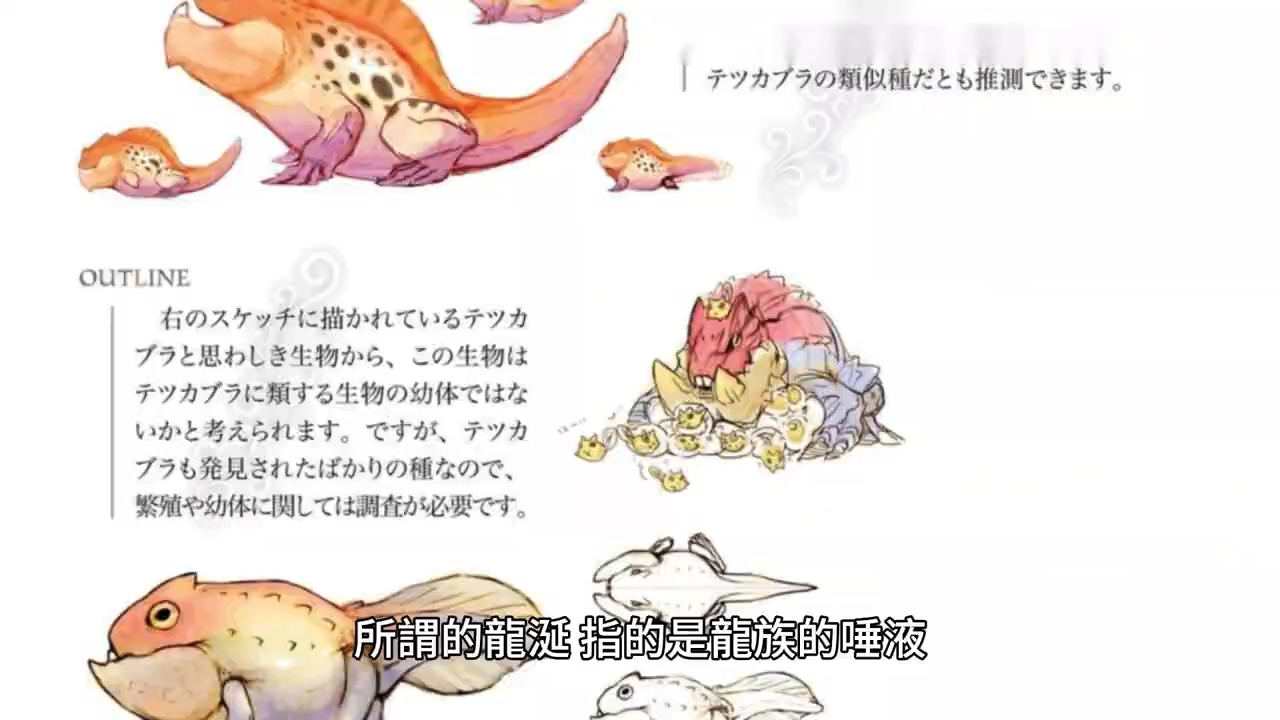 テツカブラの類似種だとも推測できます。
OUTLINE
右のスケッチに描かれているテツカ
ブラと思わしき生物から、この生物は
テツカブラに類する生物の幼体ではな
いかと考えられます。ですが、テツカ
ブラも発見されたばかりの種なので、
繁殖や幼体に関しては調査が必要です。
所謂的龍涎 指的是龍族的唾液